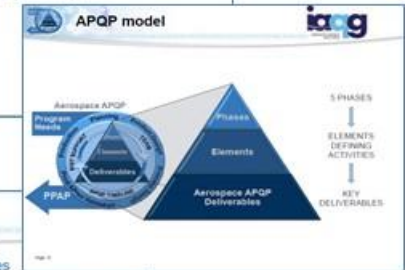 APQP model
iaqg
Aerospace APQP
Program
Needs
Elements
Deliverables
PPAP
Phases
Elements
Aerospace APQP
Deliverables
5 PHASES
ELEMENTS
DEFINING
ACTIVITIES
KEY
DELIVERABLES
es